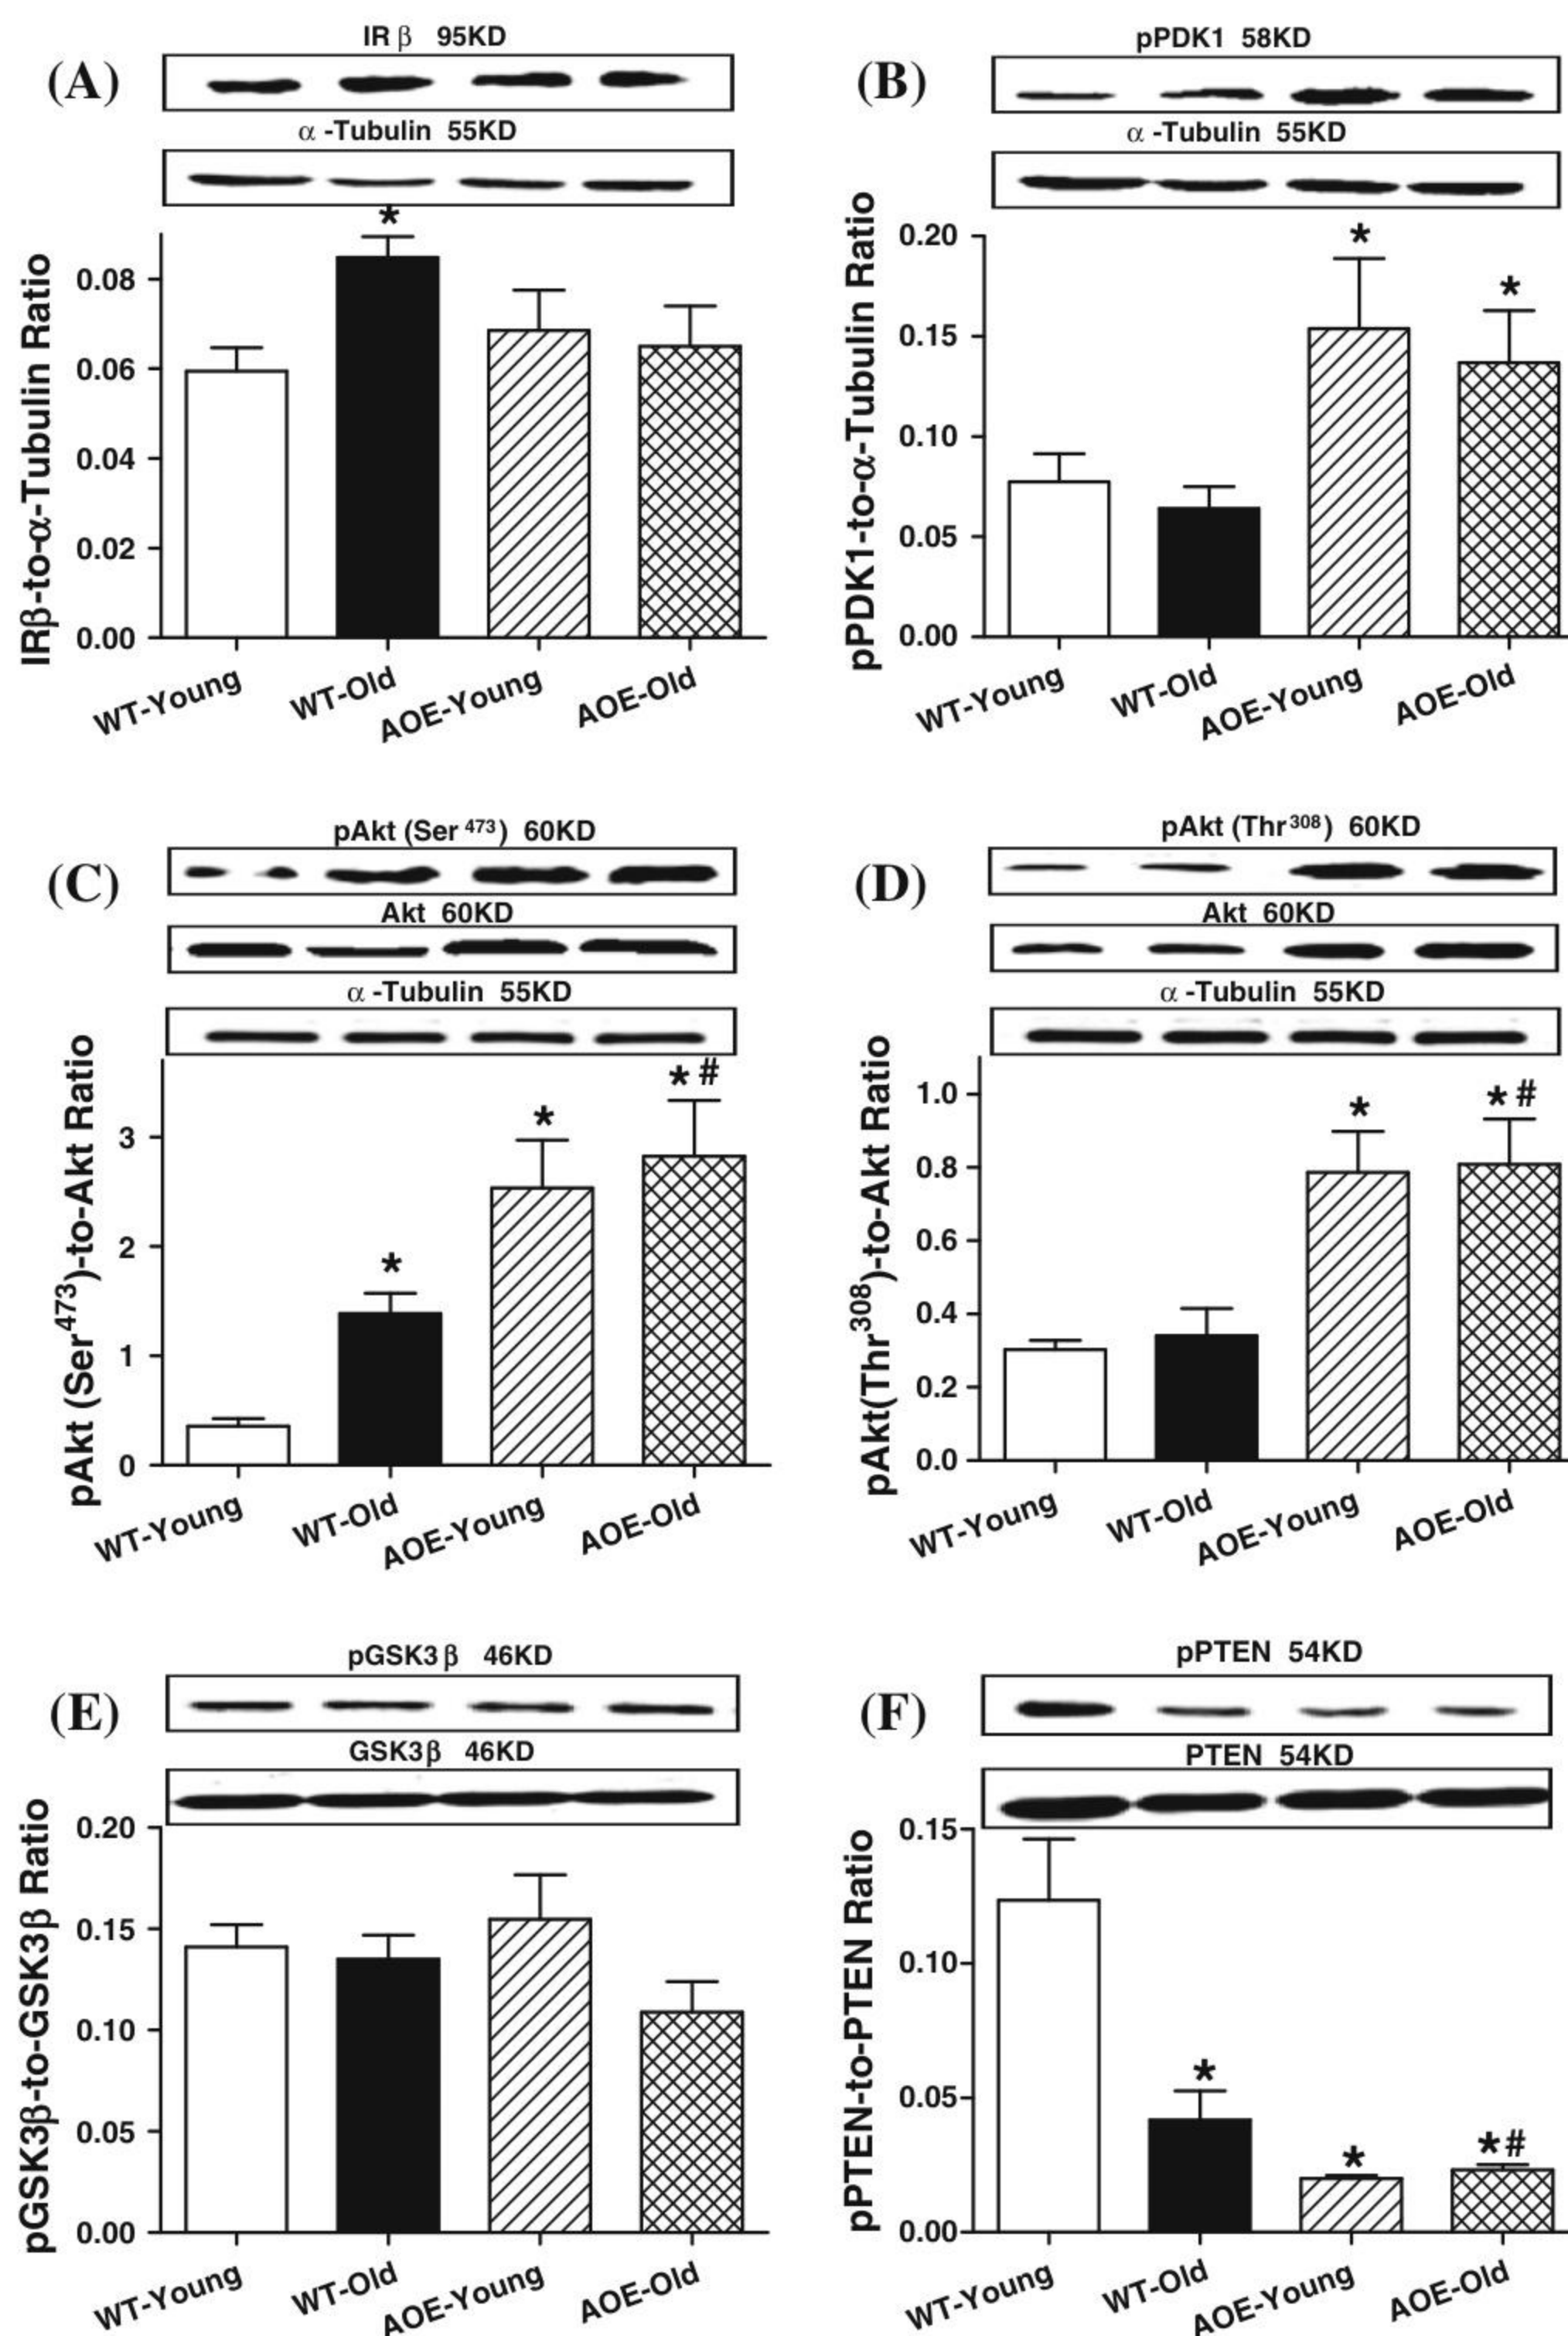 (A)
IR β 95KD
α -Tubulin 55KD
*
IRβ-to-α-Tubulin Ratio
0.08
0.06
0.04
0.02
0.00
WT-Young
WT-Old
AOE-Young
AOE-Old
(B)
pPDK1 58KD
α -Tubulin 55KD
pPDK1-to-α-Tubulin Ratio
0.20
0.15
0.10
0.05
0.00
*
*
WT-Young
WT-Old
AOE-Young
AOE-Old
(C)
pAkt (Ser 473) 60KD
Akt 60KD
α -Tubulin 55KD
pAkt (Ser473)-to-Akt Ratio
3
2
1
0
*
*
* #
WT-Young
WT-Old
AOE-Young
AOE-Old
(D)
pAkt (Thr 308) 60KD
Akt 60KD
α -Tubulin 55KD
pAkt(Thr308)-to-Akt Ratio
1.0
0.8
0.6
0.4
0.2
0.0
*
* #
WT-Young
WT-Old
AOE-Young
AOE-Old
(E)
pGSK3 β 46KD
GSK3β 46KD
pGSK3β-to-GSK3β Ratio
0.20
0.15
0.10
0.05
0.00
WT-Young
WT-Old
AOE-Young
AOE-Old
(F)
pPTEN 54KD
PTEN 54KD
pPTEN-to-PTEN Ratio
0.15
0.10
0.05
0.00
*
*
* #
WT-Young
WT-Old
AOE-Young
AOE-Old